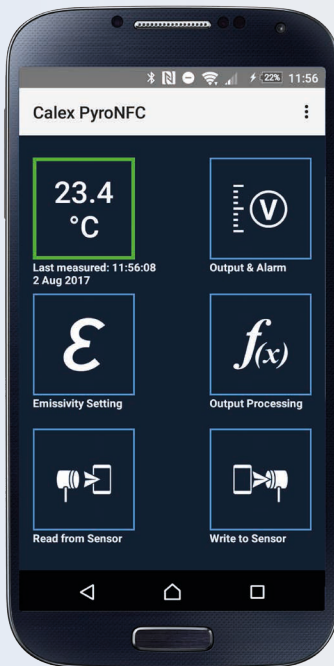 22% 11:56
Calex PyroNFC
23.4
°C
V
Last measured: 11:56:08
2 Aug 2017
Output & Alarm
ε
f(x)
Emissivity Setting
Output Processing
Read from Sensor
Write to Sensor